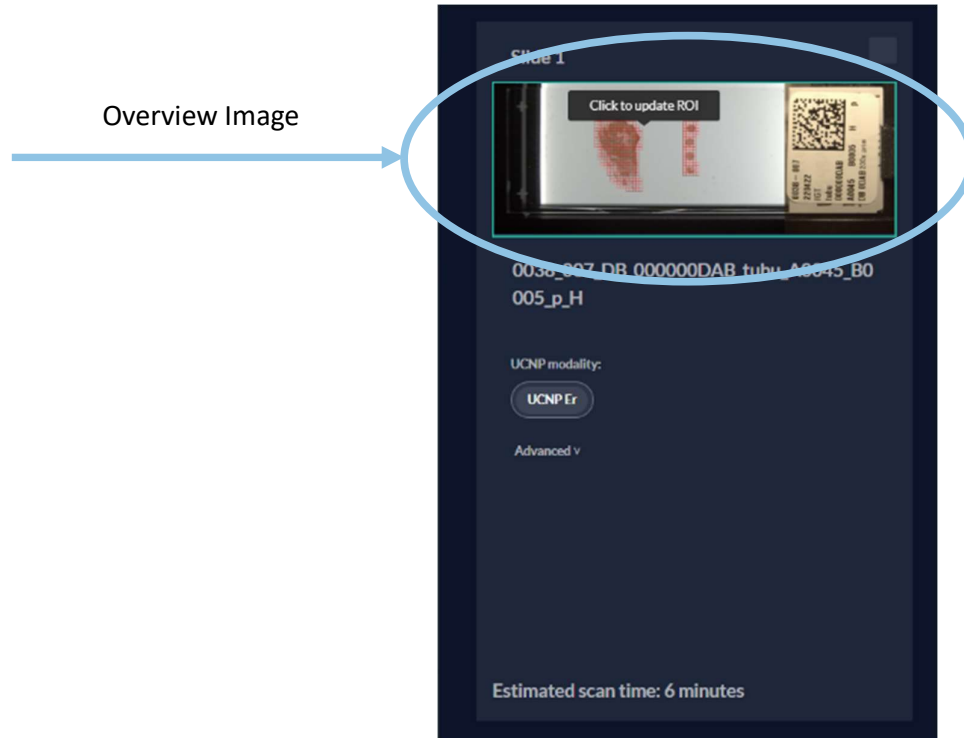 Overview Image
Slide 1
Click to update ROI
0038_007_DB_000000DAB_tubu_A0045_B0
005_p_H
UCNP modality:
UCNP Er
Advanced ˅
Estimated scan time: 6 minutes